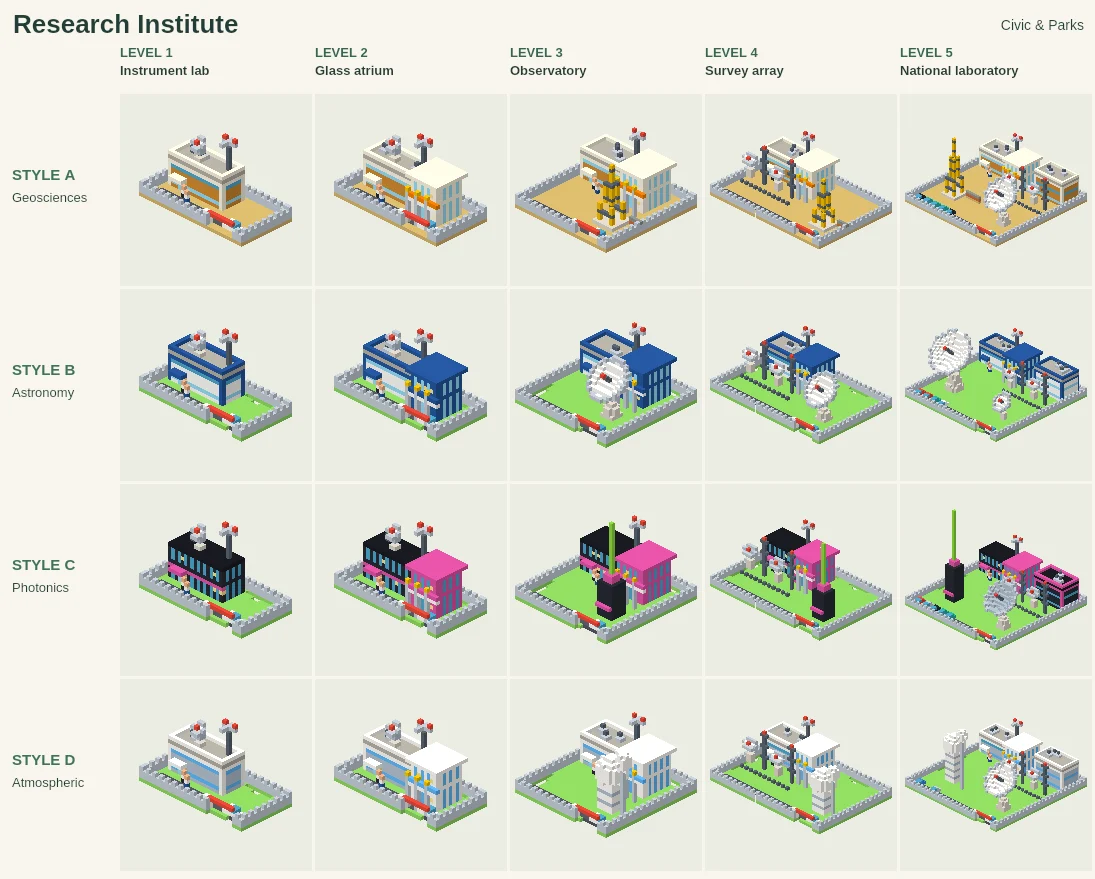 Research Institute
Civic & Parks
LEVEL 1
Instrument lab
LEVEL 2
Glass atrium
LEVEL 3
Observatory
LEVEL 4
Survey array
LEVEL 5
National laboratory
STYLE A
Geosciences
STYLE B
Astronomy
STYLE C
Photonics
STYLE D
Atmospheric